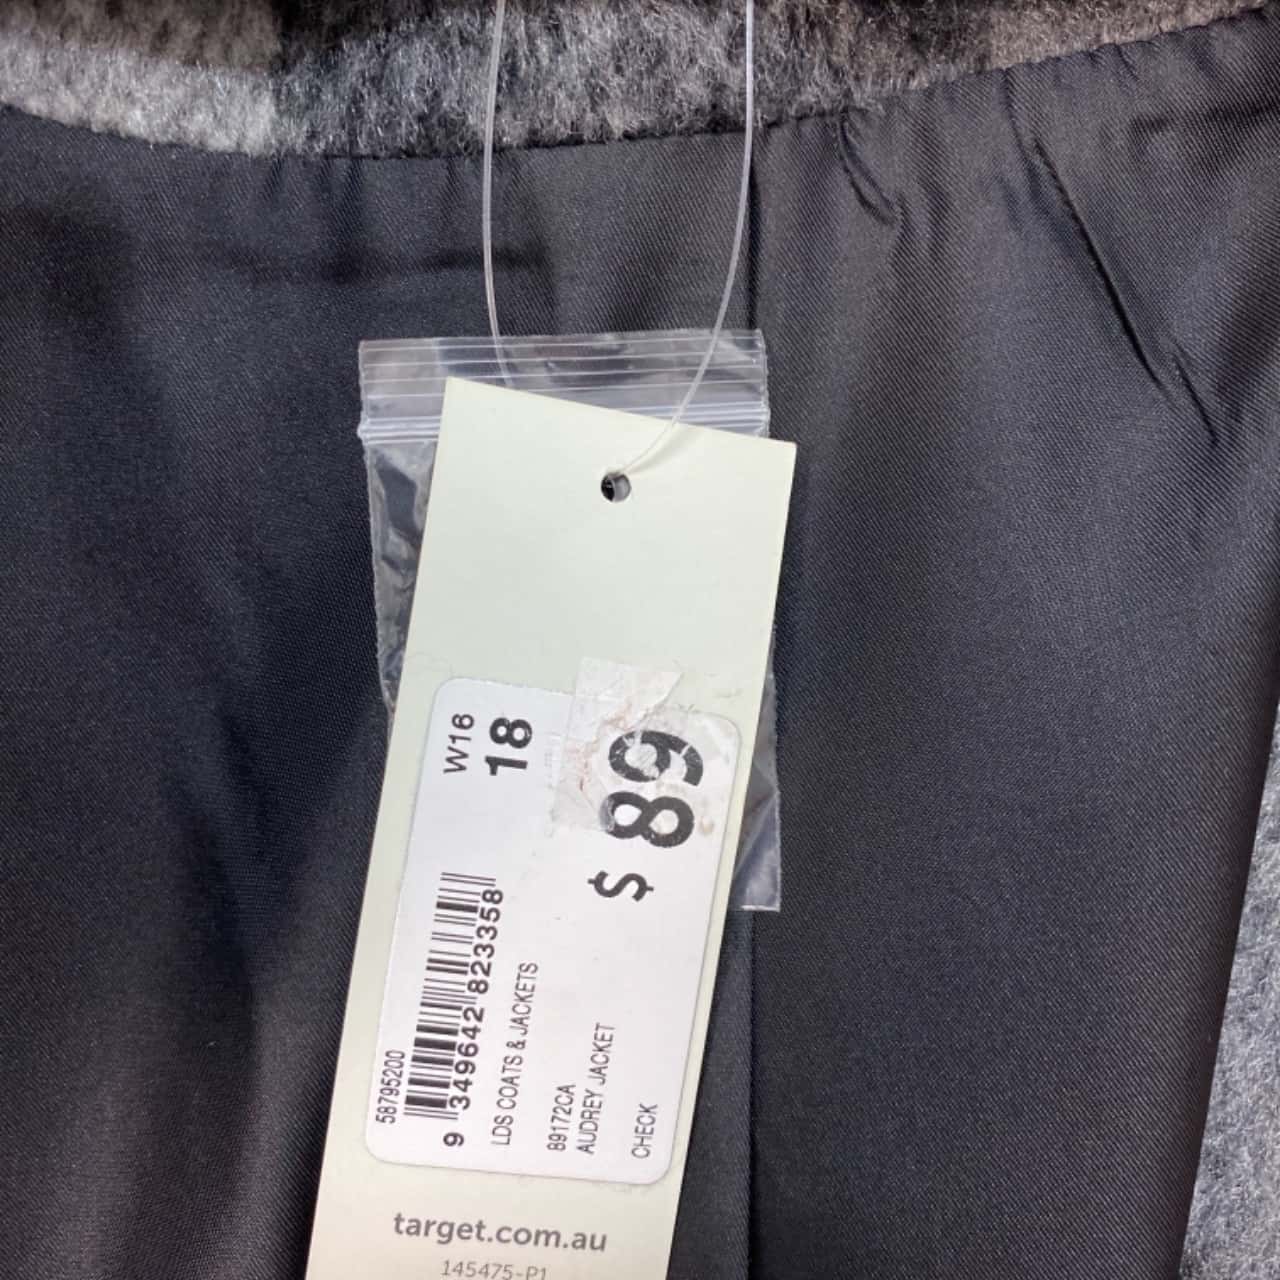 W16
18
$ 89
58795200
9 349642 823358
LDS COATS & JACKETS
89172CA
AUDREY JACKET
CHECK
target.com.au
145475-P1